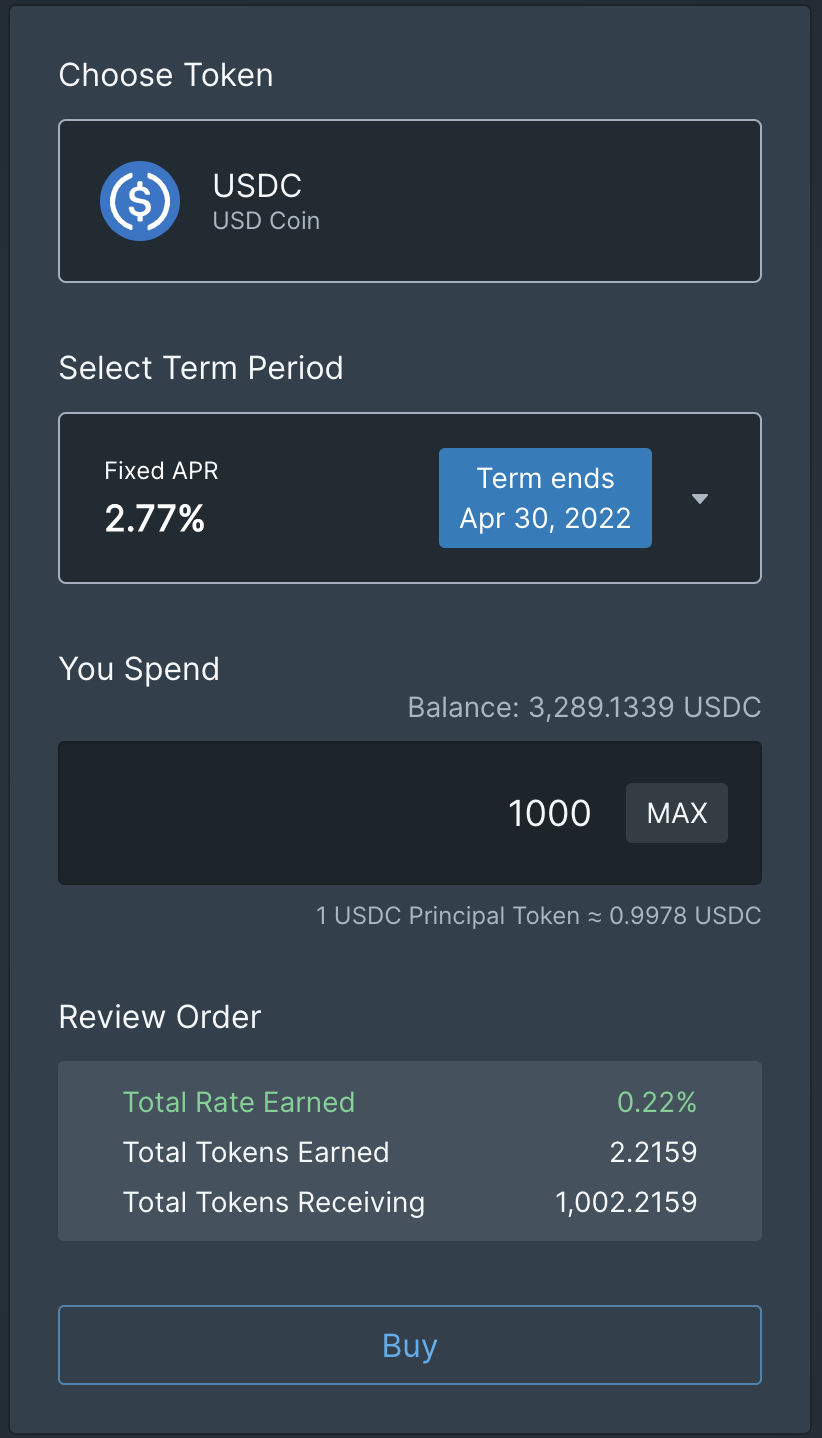 Choose Token
USDC
USD Coin
Select Term Period
Fixed APR
2.77%
Term ends
Apr 30, 2022
You Spend
Balance: 3,289.1339 USDC
1000 MAX
1 USDC Principal Token ≈ 0.9978 USDC
Review Order
Total Rate Earned 0.22%
Total Tokens Earned 2.2159
Total Tokens Receiving 1,002.2159
Buy